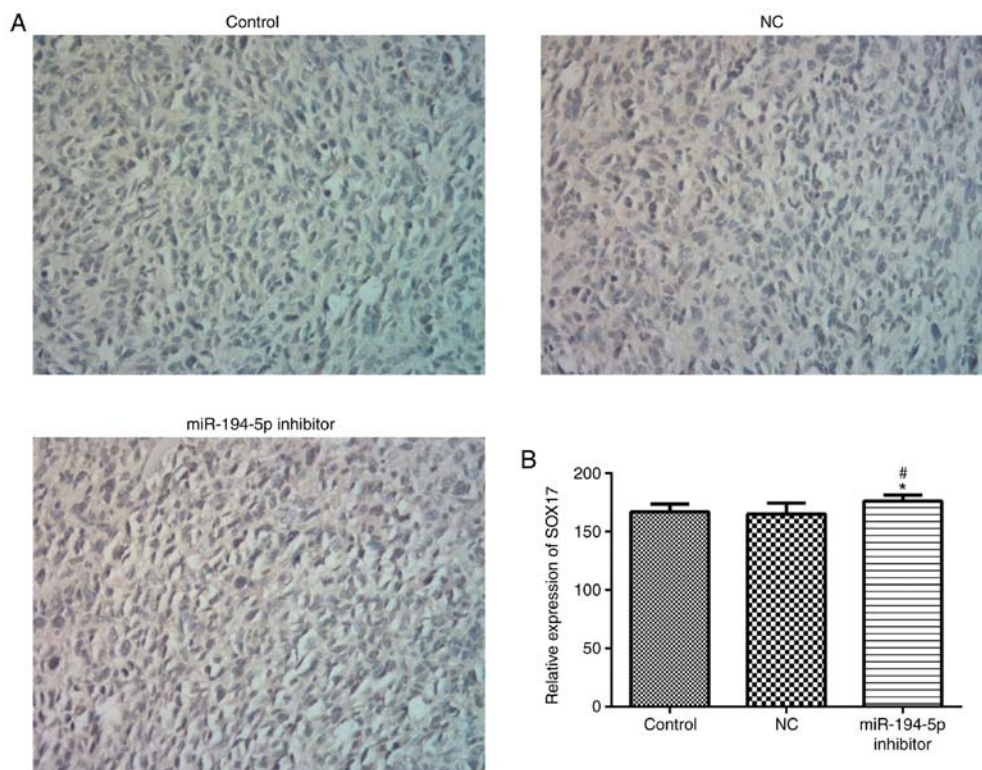 A
Control
NC
miR-194-5p inhibitor
B
Relative expression of SOX17
200
150
100
50
0
#
*
Control
NC
miR-194-5p
inhibitor